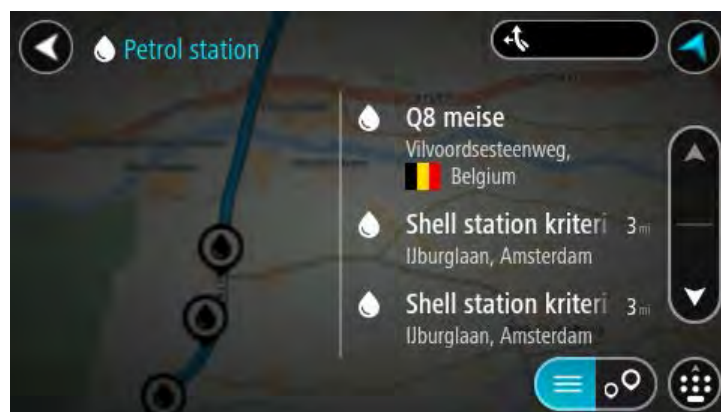 Petrol station
Q8 meise
Vilvoordsesteenweg,
Belgium
Shell station kriteri 3 mi
IJburglaan, Amsterdam
Shell station kriteri 3 mi
IJburglaan, Amsterdam